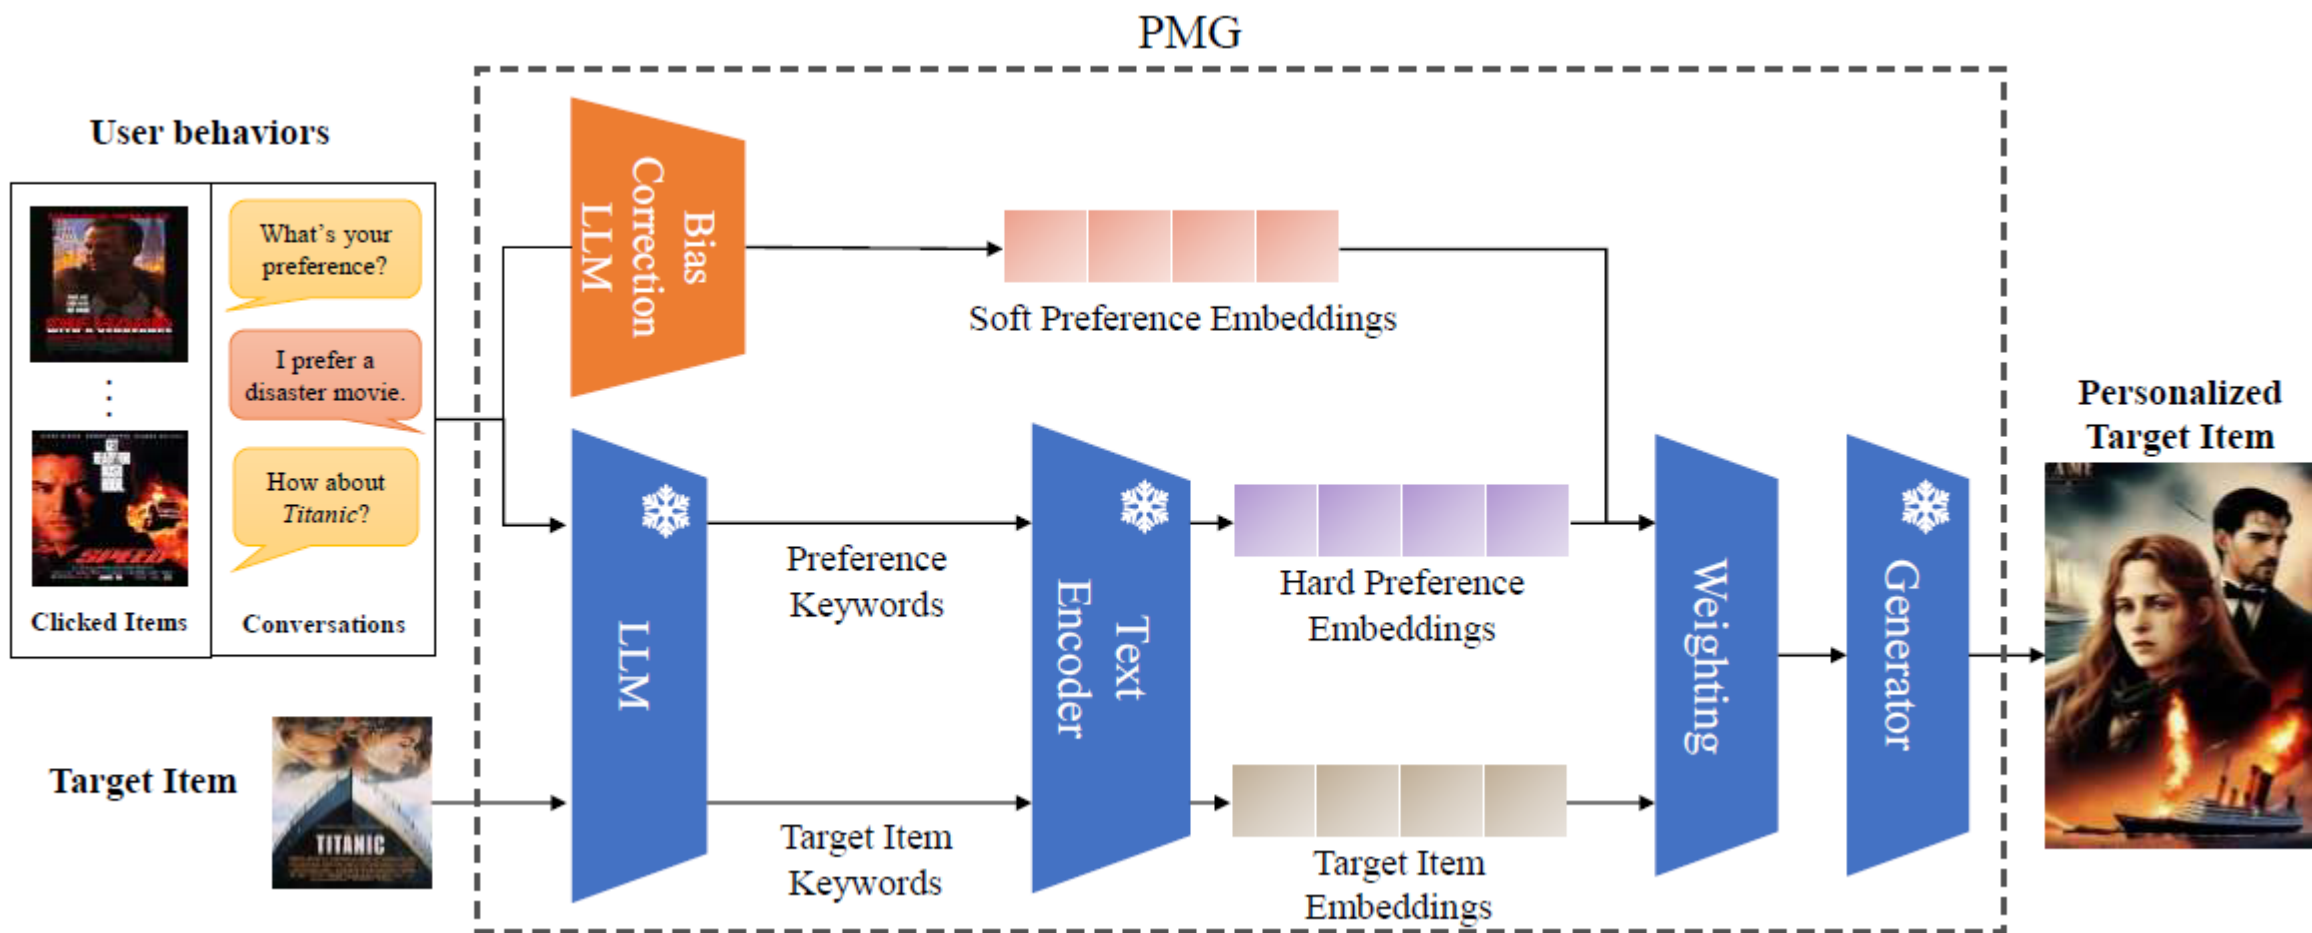 PMG
User behaviors
What's your
preference?
I prefer a
disaster movie.
How about
Titanic?
Clicked Items
Conversations
Target Item
TITANIC
Bias
Correction
LLM
Soft Preference Embeddings
LLM
Preference
Keywords
Target Item
Keywords
Text
Encoder
Hard Preference
Embeddings
Target Item
Embeddings
Weighting
Generator
Personalized
Target Item